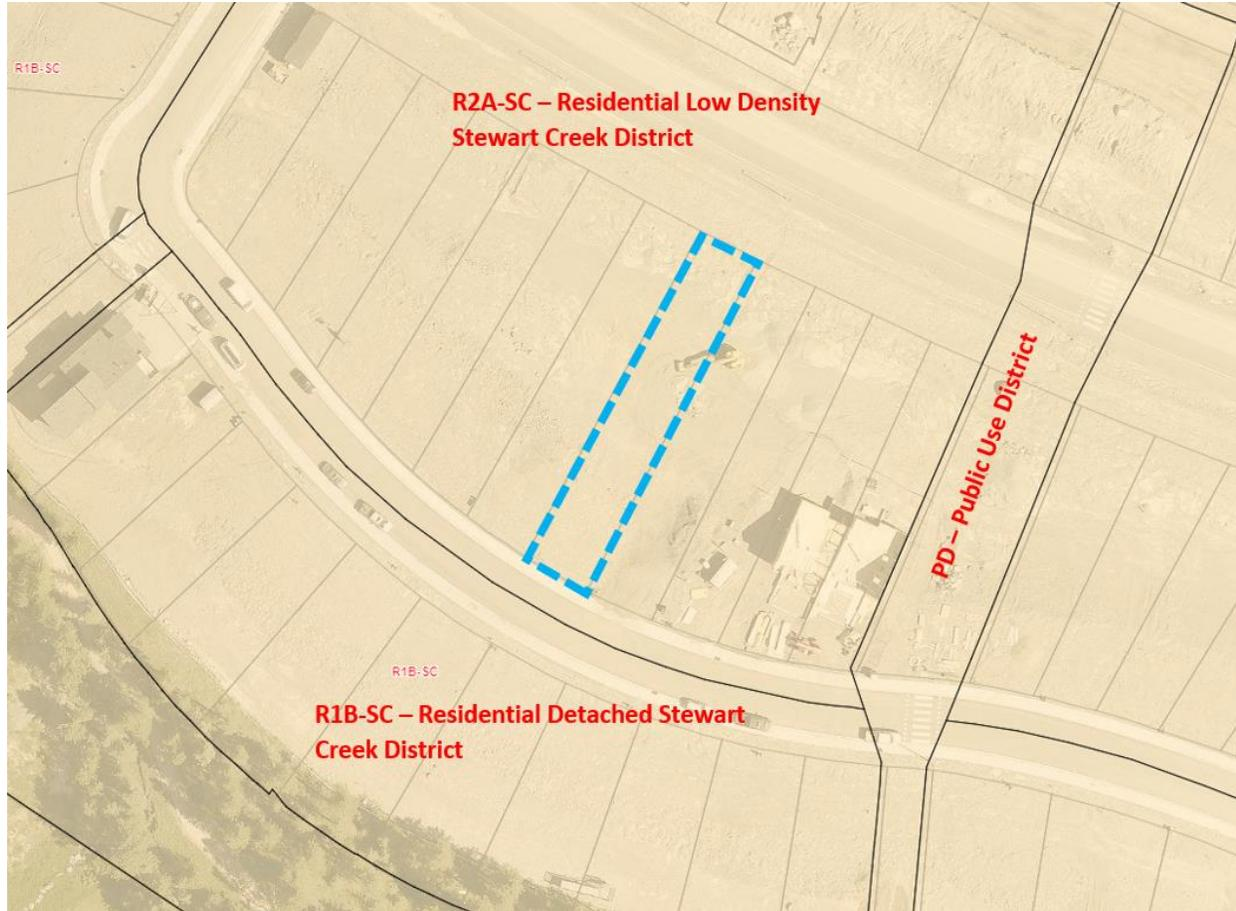 R1B-SC
R2A-SC – Residential Low Density
Stewart Creek District
PD – Public Use District
R1B-SC
R1B-SC – Residential Detached Stewart
Creek District